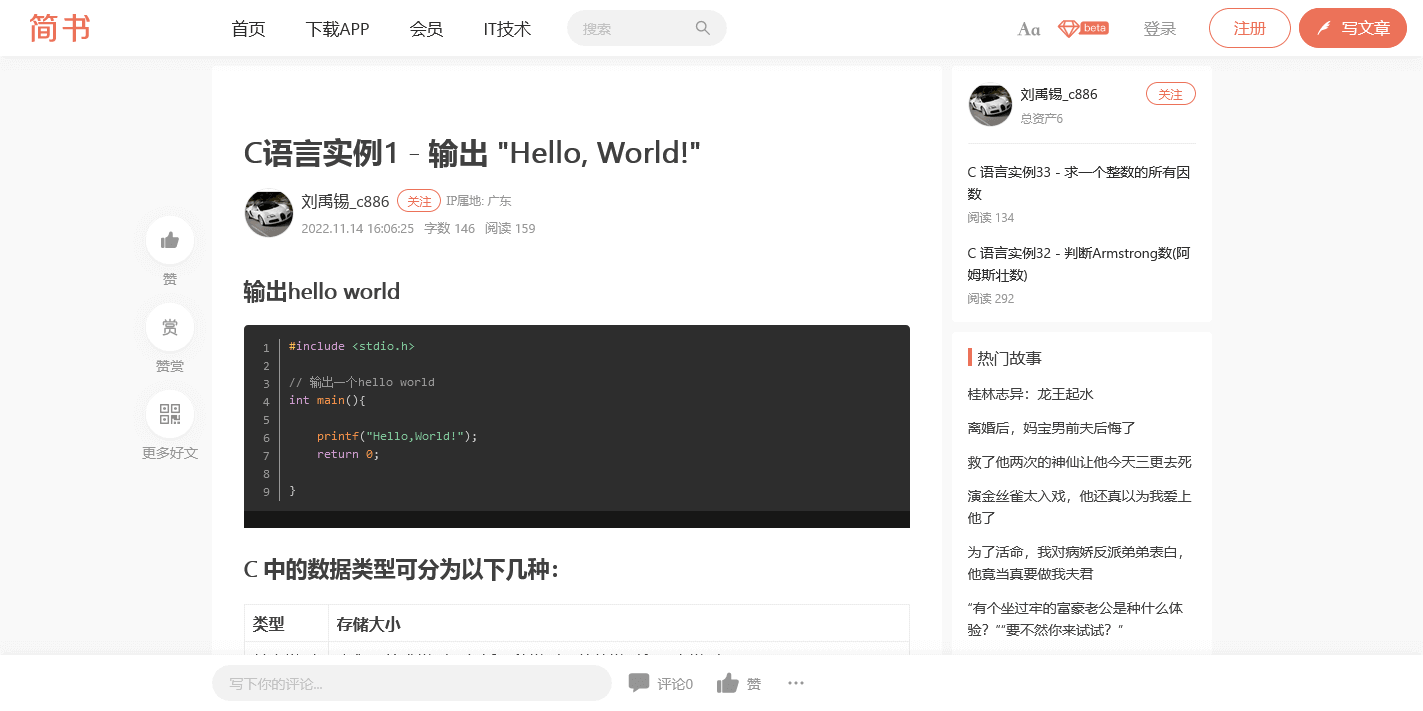 简书
首页 下载APP 会员 IT技术 搜索 Aa beta 登录 注册 写文章
C语言实例1 - 输出 "Hello, World!"
刘禹锡_c886 关注 IP属地: 广东
2022.11.14 16:06:25 字数 146 阅读 159
赞
赏
赞赏
更多好文
输出hello world
1 #include <stdio.h>
2
3 // 输出一个hello world
4 int main(){
5
6 printf("Hello,World!");
7 return 0;
8
9 }
C 中的数据类型可分为以下几种：
类型 存储大小
刘禹锡_c886 关注
总资产6
C 语言实例33 - 求一个整数的所有因
数
阅读 134
C 语言实例32 - 判断Armstrong数(阿
姆斯壮数)
阅读 292
热门故事
桂林志异：龙王起水
离婚后，妈宝男前夫后悔了
救了他两次的神仙让他今天三更去死
演金丝雀太入戏，他还真以为我爱上
他了
为了活命，我对病娇反派弟弟表白，
他竟当真要做我夫君
“有个坐过牢的富豪老公是种什么体
验？”“要不然你来试试？”
写下你的评论... 评论0 赞 ...